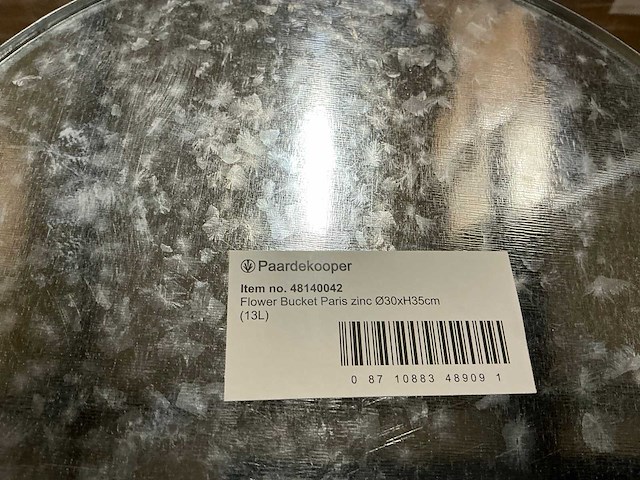 Paardekooper
Item no. 48140042
Flower Bucket Paris zinc Ø30xH35cm
(13L)
0 87 10883 48909 1